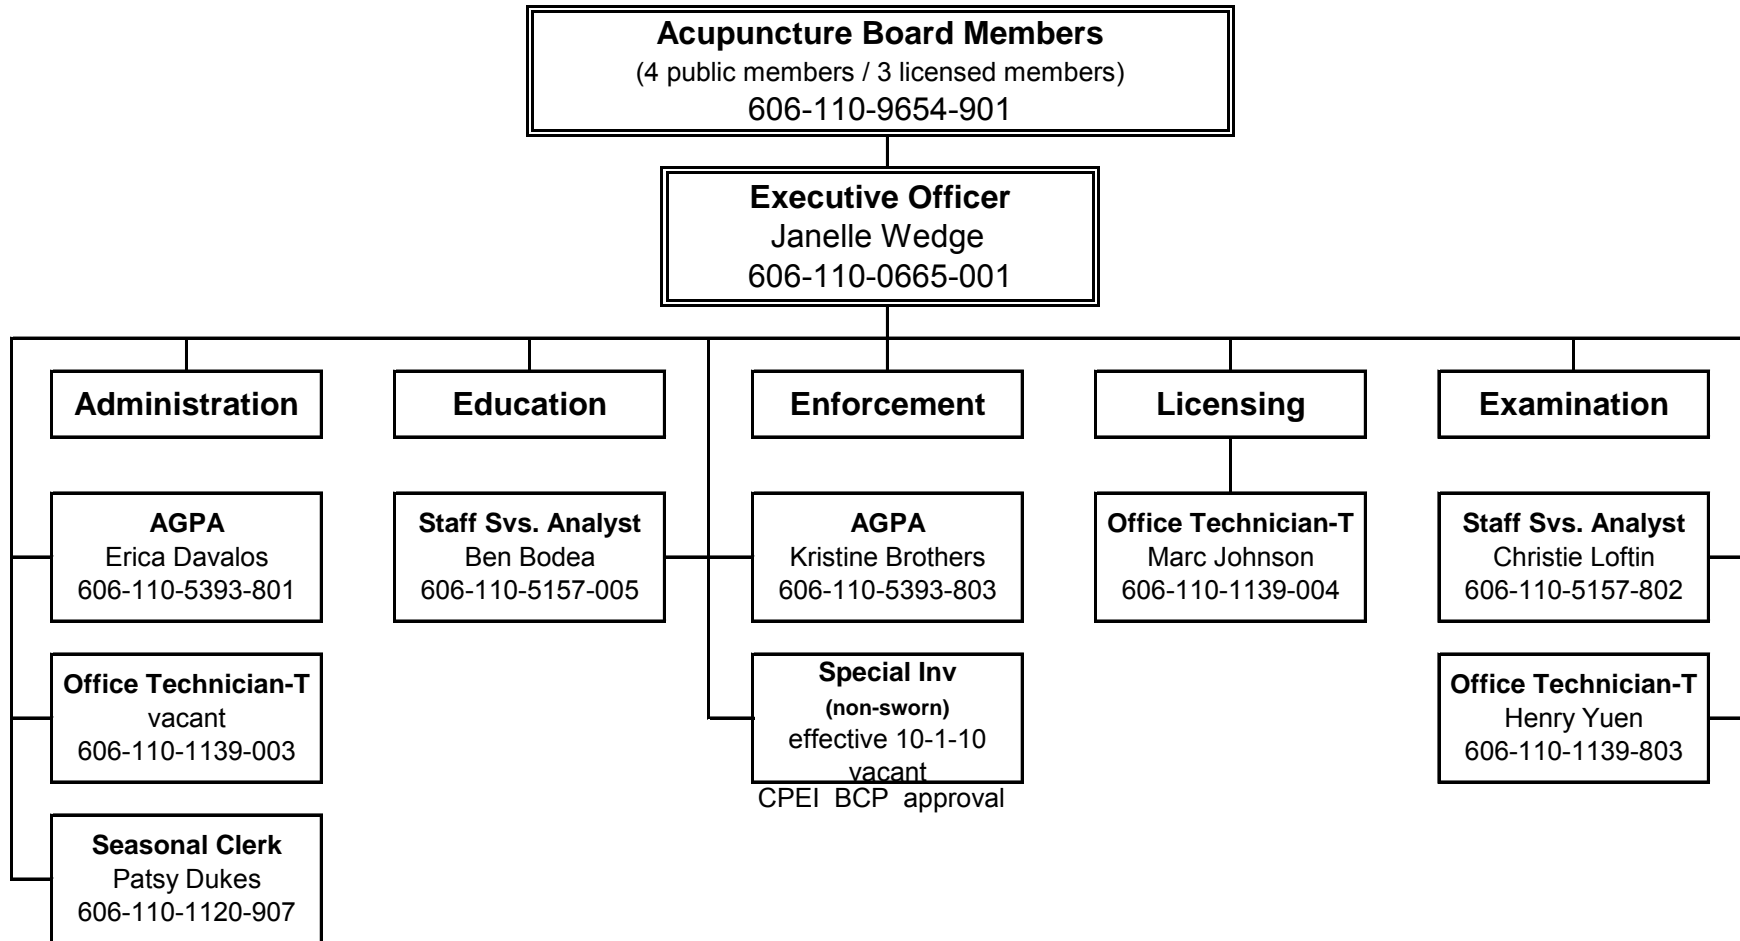 Acupuncture Board Members
(4 public members / 3 licensed members)
606-110-9654-901
Executive Officer
Janelle Wedge
606-110-0665-001
Administration
Education
Enforcement
Licensing
Examination
AGPA
Erica Davalos
606-110-5393-801
Staff Svs. Analyst
Ben Bodea
606-110-5157-005
AGPA
Kristine Brothers
606-110-5393-803
Office Technician-T
Marc Johnson
606-110-1139-004
Staff Svs. Analyst
Christie Loftin
606-110-5157-802
Office Technician-T
vacant
606-110-1139-003
Special Inv
(non-sworn)
effective 10-1-10
vacant
CPEI BCP approval
Office Technician-T
Henry Yuen
606-110-1139-803
Seasonal Clerk
Patsy Dukes
606-110-1120-907